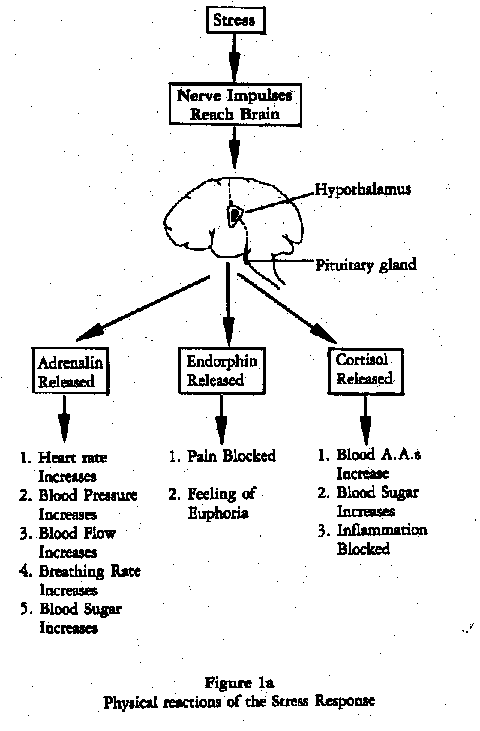 Stress
Nerve Impulses
Reach Brain
Hypothalamus
Pituitary gland
Adrenalin
Released
Endorphin
Released
Cortisol
Released
1. Heart rate
Increases
2. Blood Pressure
Increases
3. Blood Flow
Increases
4. Breathing Rate
Increases
5. Blood Sugar
Increases
1. Pain Blocked
2. Feeling of
Euphoria
1. Blood A.A.s
Increase
2. Blood Sugar
Increases
3. Inflammation
Blocked
Figure 1a
Physical reactions of the Stress Response